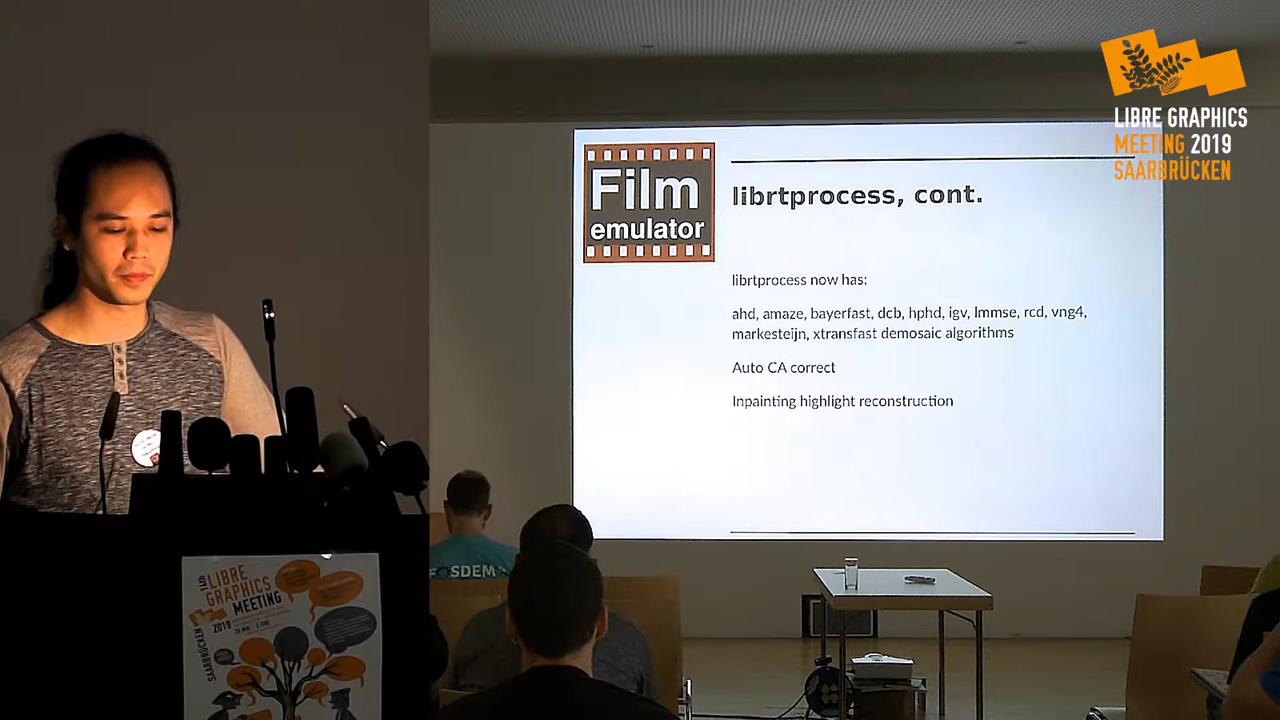 LIBRE GRAPHICS
MEETING 2019
SAARBRÜCKEN
Film
emulator
librtprocess, cont.
librtprocess now has:
ahd, amaze, bayerfast, dcb, hphd, igv, lmmse, rcd, vng4,
markesteijn, xtransfast demosaic algorithms
Auto CA correct
Inpainting highlight reconstruction
SDEM
LIBRE
GRAPHICS
MEETING
2019
SAARBRÜCKEN